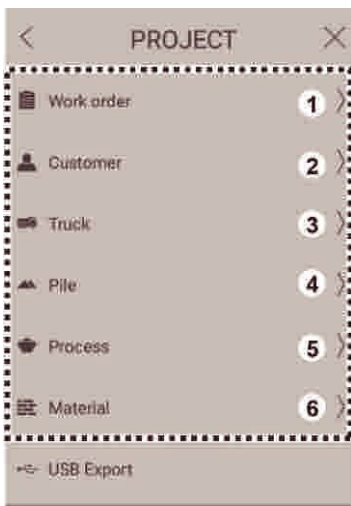 PROJECT
Work order 1
Customer 2
Truck 3
Pile 4
Process 5
Material 6
USB Export